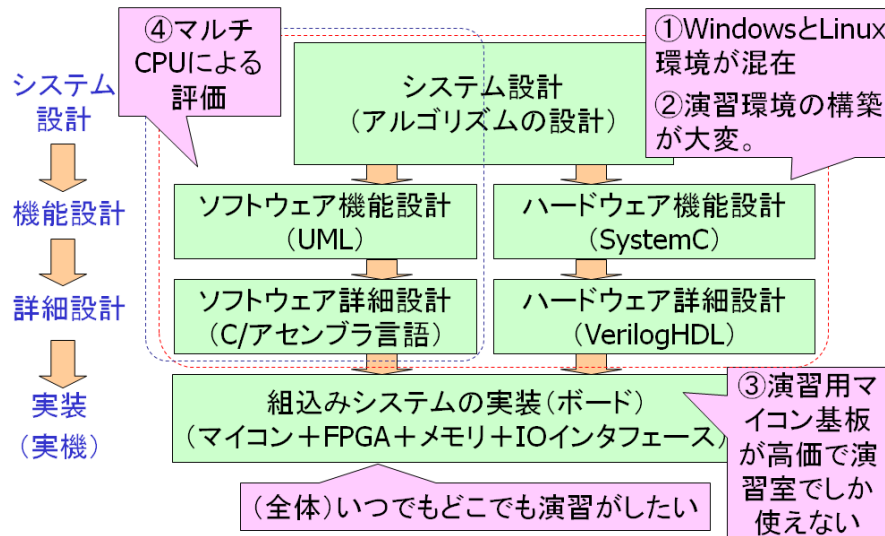 ④マルチ
CPUによる
評価
①WindowsとLinux
環境が混在
②演習環境の構築
が大変。
システム
設計
システム設計
(アルゴリズムの設計)
機能設計
ソフトウェア機能設計
(UML)
ハードウェア機能設計
(SystemC)
詳細設計
ソフトウェア詳細設計
(C/アセンブラ言語)
ハードウェア詳細設計
(VerilogHDL)
実装
(実機)
組込みシステムの実装(ボード)
(マイコン+FPGA+メモリ+IOインタフェース)
③演習用マ
イコン基板
が高価で演
習室でしか
使えない
(全体)いつでもどこでも演習がしたい